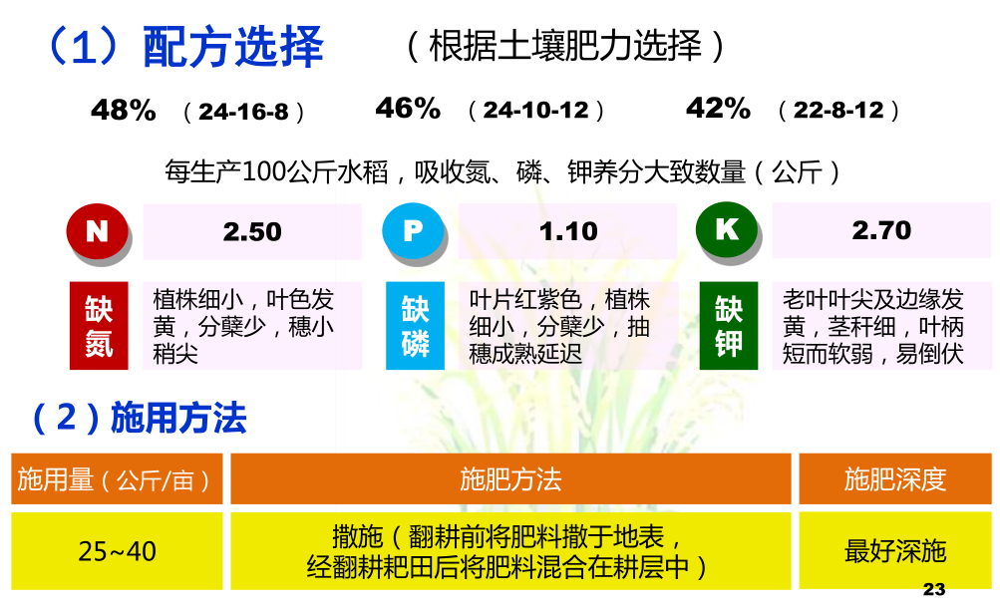 （1）配方选择 （根据土壤肥力选择）
48% （24-16-8） 46% （24-10-12） 42% （22-8-12）
每生产100公斤水稻，吸收氮、磷、钾养分大致数量（公斤）
N 2.50 P 1.10 K 2.70
缺氮
植株细小，叶色发
黄，分蘖少，穗小
稍尖
缺磷
叶片红紫色，植株
细小，分蘖少，抽
穗成熟延迟
缺钾
老叶叶尖及边缘发
黄，茎秆细，叶柄
短而软弱，易倒伏
（2）施用方法
施用量（公斤/亩） 施肥方法 施肥深度
25~40
撒施（翻耕前将肥料撒于地表，
经翻耕耙田后将肥料混合在耕层中）
最好深施
23